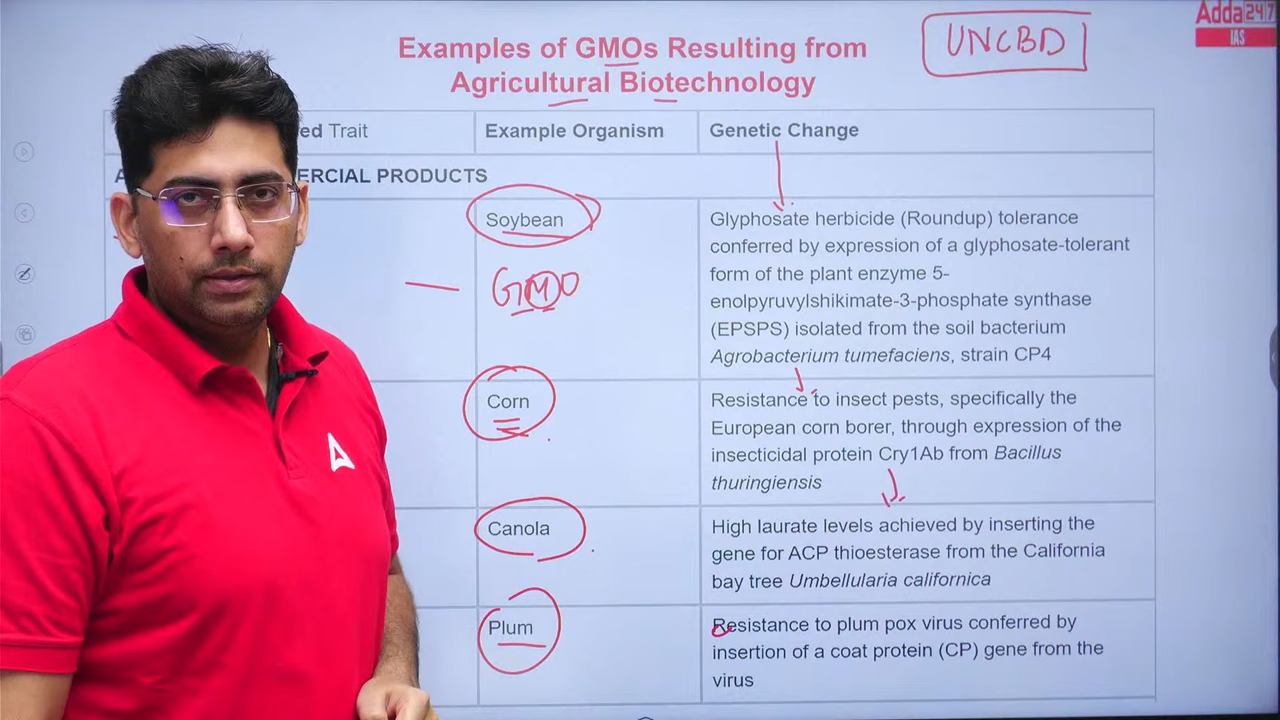 Adda 247
IAS
UNCBD
Examples of GMOs Resulting from
Agricultural Biotechnology
ed Trait
Example Organism
Genetic Change
A
ERCIAL PRODUCTS
Soybean
GMO
Glyphosate herbicide (Roundup) tolerance
conferred by expression of a glyphosate-tolerant
form of the plant enzyme 5-
enolpyruvylshikimate-3-phosphate synthase
(EPSPS) isolated from the soil bacterium
Agrobacterium tumefaciens, strain CP4
Corn
Resistance to insect pests, specifically the
European corn borer, through expression of the
insecticidal protein Cry1Ab from Bacillus
thuringiensis
Canola
High laurate levels achieved by inserting the
gene for ACP thioesterase from the California
bay tree Umbellularia californica
Plum
Resistance to plum pox virus conferred by
insertion of a coat protein (CP) gene from the
virus